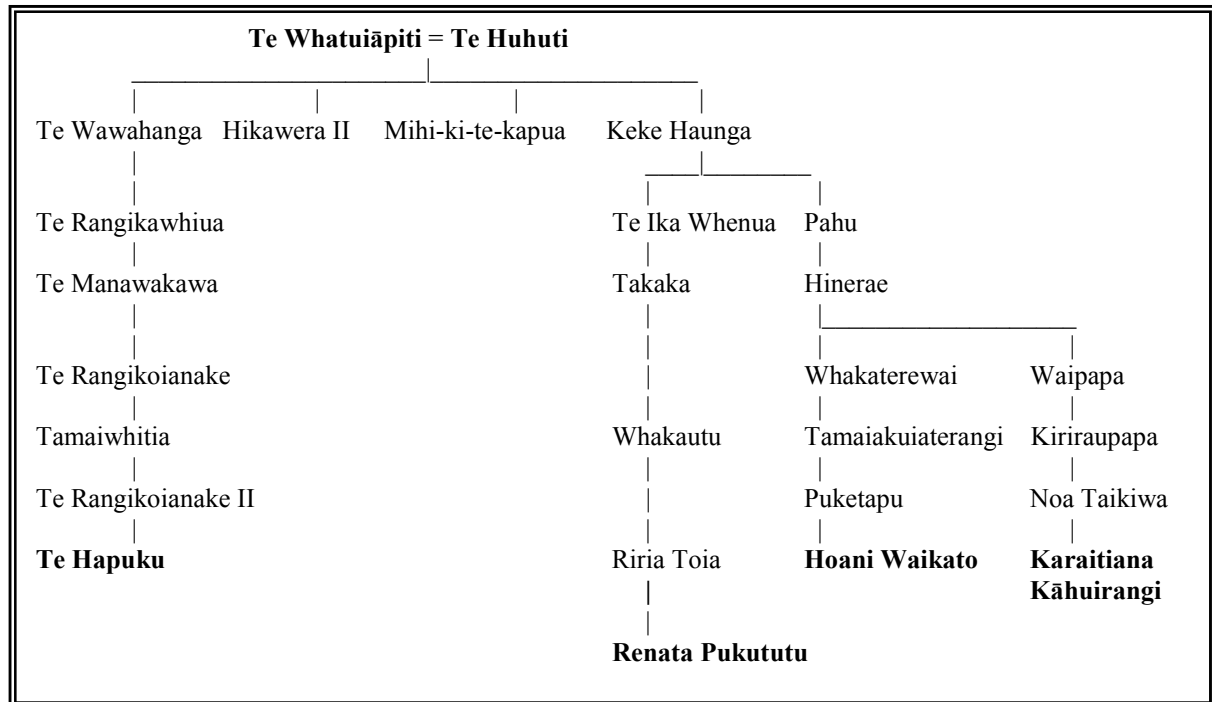 Te Whatuiāpiti = Te Huhuti
Te Wawahanga Hikawera II Mihi-ki-te-kapua Keke Haunga
Te Rangikawhiua Te Ika Whenua Pahu
Te Manawakawa Takaka Hinerae
Te Rangikoianake Whakaterewai Waipapa
Tamaiwhitia Whakautu Tamaiakuiaterangi Kiriraupapa
Te Rangikoianake II Puketapu Noa Taikiwa
Te Hapuku Riria Toia Hoani Waikato Karaitiana
Kāhuirangi
Renata Pukututu